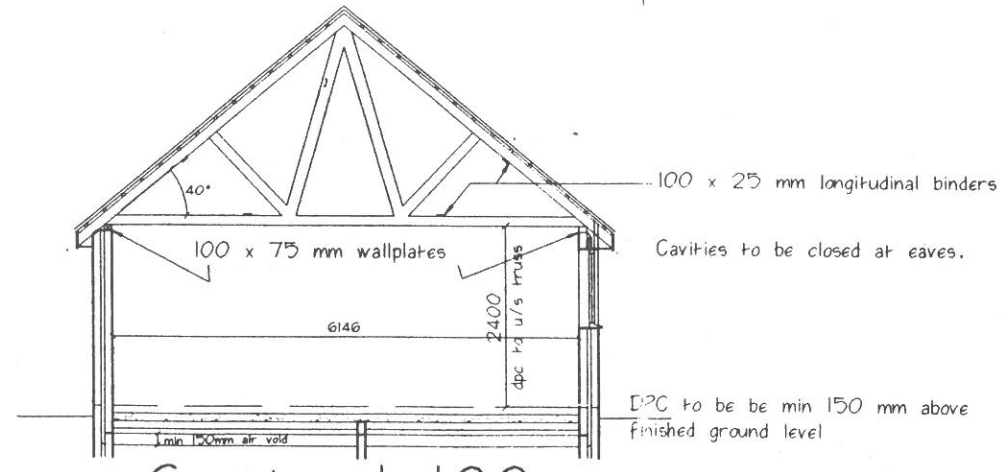 40°
100 x 25 mm longitudinal binders
100 x 75 mm wallplates
Cavities to be closed at eaves.
2400
dpc to u/s truss
6146
DPC to be be min 150 mm above
finished ground level
min 150mm air void